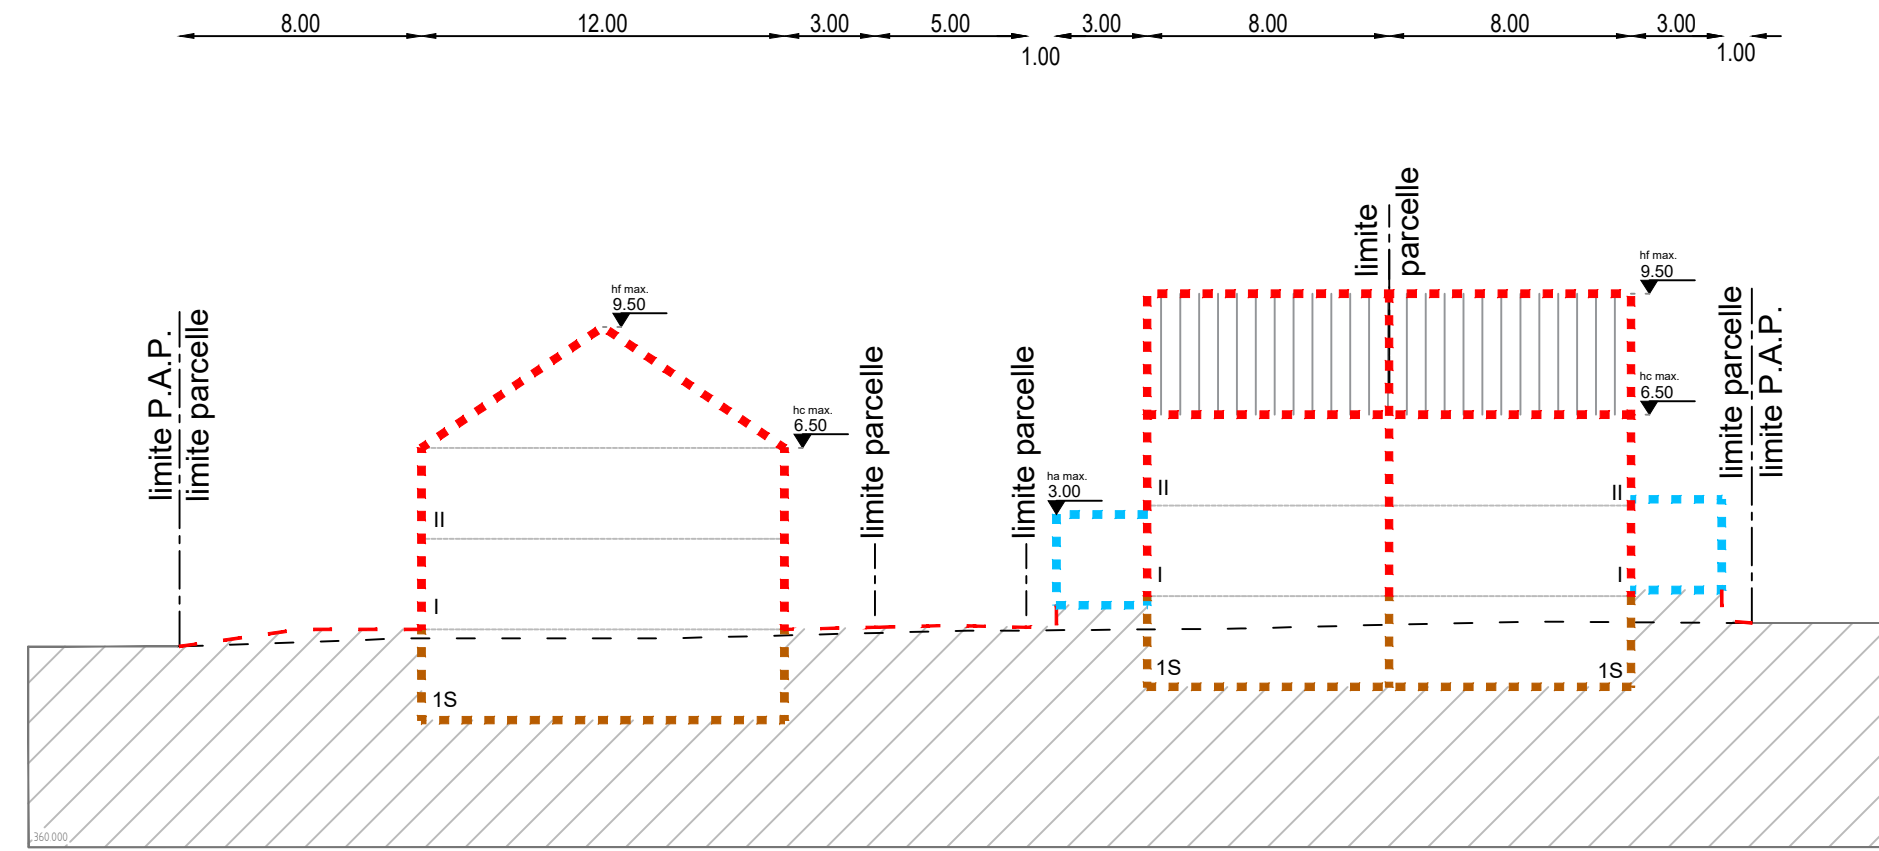 8.00 12.00 3.00 5.00 1.00 3.00 8.00 8.00 3.00 1.00
limite P.A.P.
limite parcelle
hf max.
9.50
hc max.
6.50
II
I
1S
limite parcelle
limite parcelle
ha max.
3.00
limite
parcelle
hf max.
9.50
hc max.
6.50
II
II
I
I
1S
1S
limite parcelle
limite P.A.P.
360.000